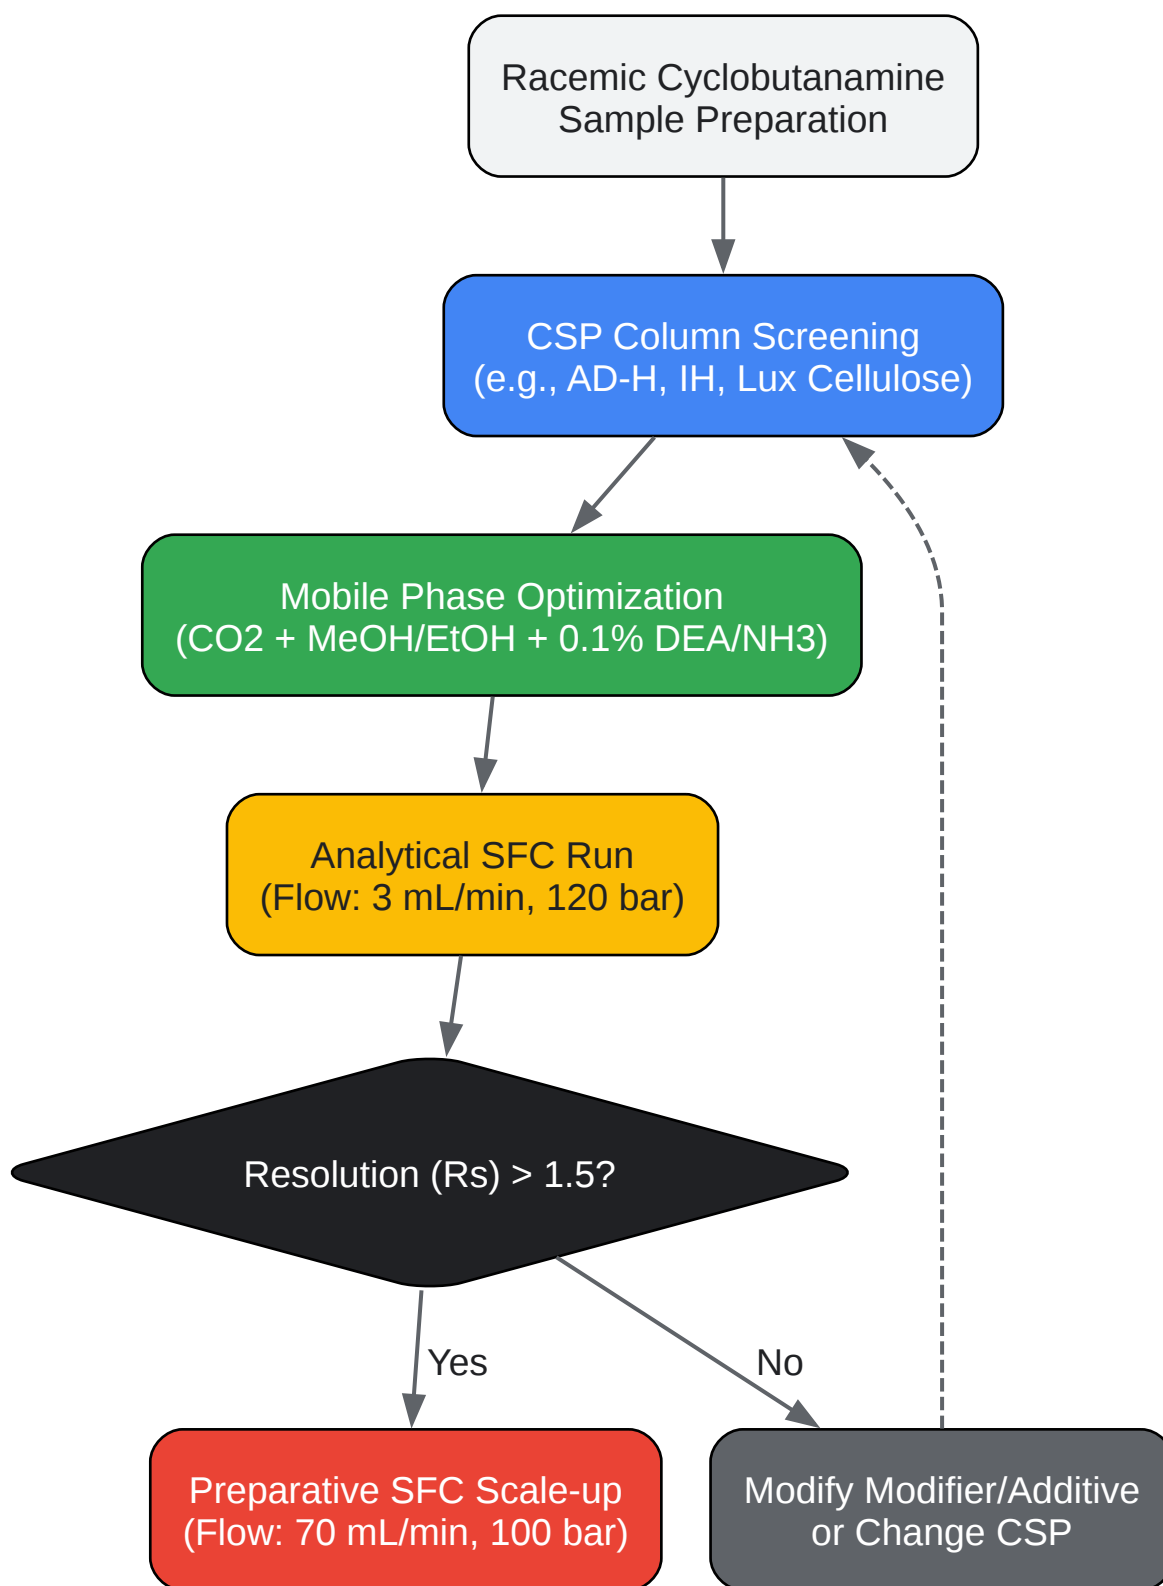 Racemic Cyclobutanamine
Sample Preparation
CSP Column Screening
(e.g., AD-H, IH, Lux Cellulose)
Mobile Phase Optimization
(CO2 + MeOH/EtOH + 0.1% DEA/NH3)
Analytical SFC Run
(Flow: 3 mL/min, 120 bar)
Resolution (Rs) > 1.5?
Yes
No
Preparative SFC Scale-up
(Flow: 70 mL/min, 100 bar)
Modify Modifier/Additive
or Change CSP